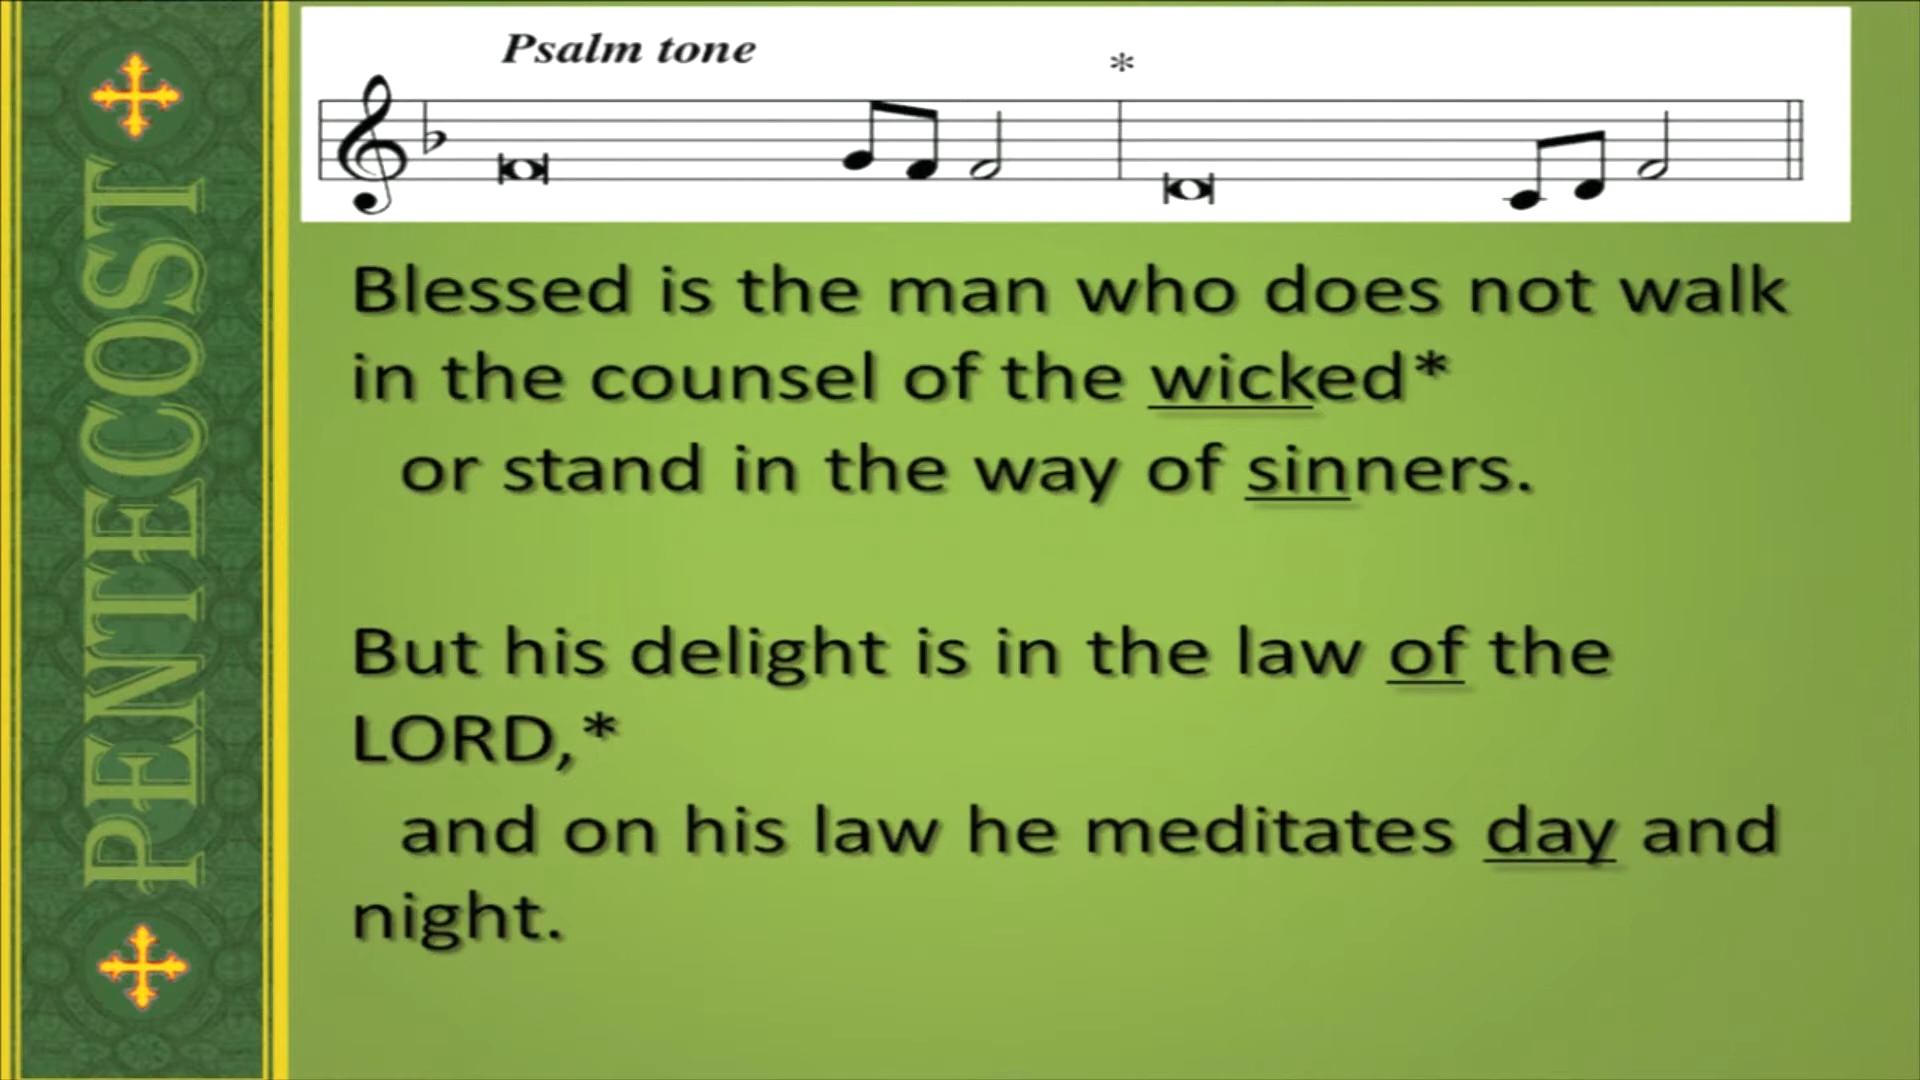 PENTECOST
Psalm tone
*
Blessed is the man who does not walk
in the counsel of the wicked*
or stand in the way of sinners.
But his delight is in the law of the
LORD,*
and on his law he meditates day and
night.